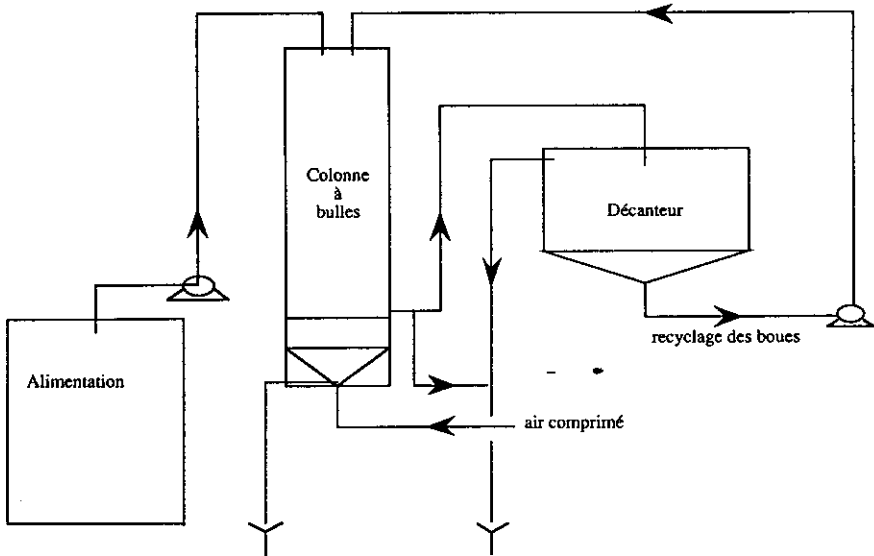 Colonne
à
bulles
Décanteur
recyclage des boues
Alimentation
air comprimé